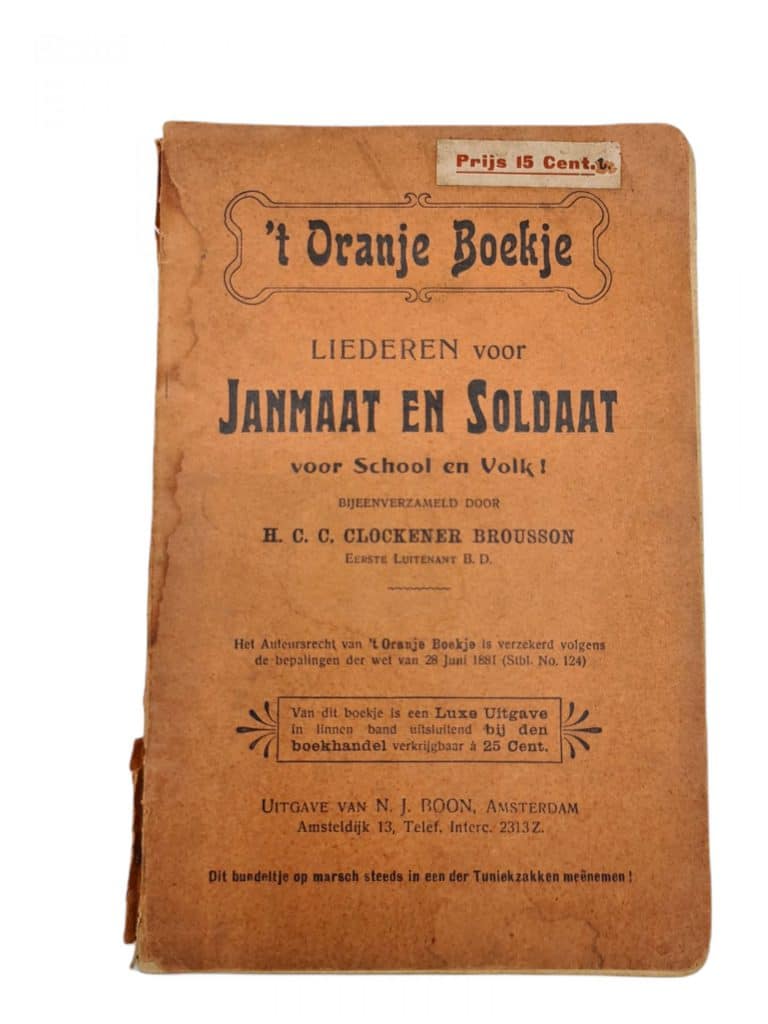 Prijs 15 Cent.
't Oranje Boekje
LIEDEREN voor
JANMAAT EN SOLDAAT
voor School en Volk!
BIJEENVERZAMELD DOOR
H. C. C. CLOCKENER BROUSSON
EERSTE LUITENANT B. D.
Het Auteursrecht van 't Oranje Boekje is verzekerd volgens
de bepalingen der wet van 28 Juni 1881 (Stbl. No. 124)
Van dit boekje is een Luxe Uitgave
in linnen band uitsluitend bij den
boekhandel verkrijgbaar à 25 Cent.
UITGAVE VAN N. J. BOON, AMSTERDAM
Amsteldijk 13, Telef. Interc. 2313 Z.
Dit bundeltje op marsch steeds in een der Tuniekzakken meênemen!